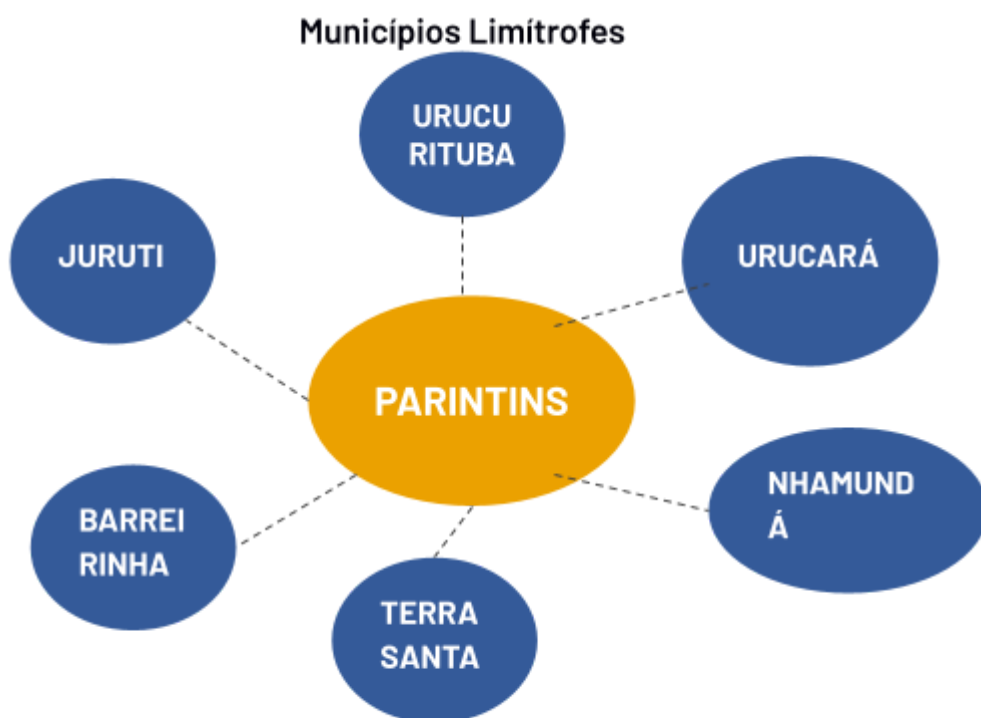 Municípios Limítrofes
URUCU
RITUBA
JURUTI
URUCARÁ
PARINTINS
NHAMUND
Á
BARREI
RINHA
TERRA
SANTA